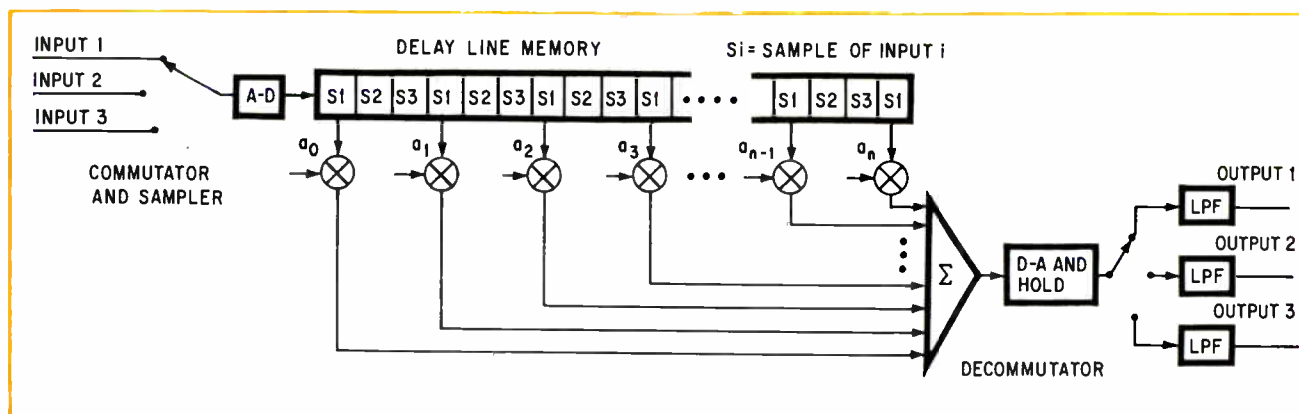 INPUT 1
INPUT 2
INPUT 3
COMMUTATOR
AND SAMPLER
A-D
DELAY LINE MEMORY
Si = SAMPLE OF INPUT i
S1 S2 S3 S1 S2 S3 S1 S2 S3 S1 •••• S1 S2 S3 S1
a0 a1 a2 a3 ••• an-1 an
Σ
D-A AND
HOLD
DECOMMUTATOR
OUTPUT 1
LPF
OUTPUT 2
LPF
OUTPUT 3
LPF